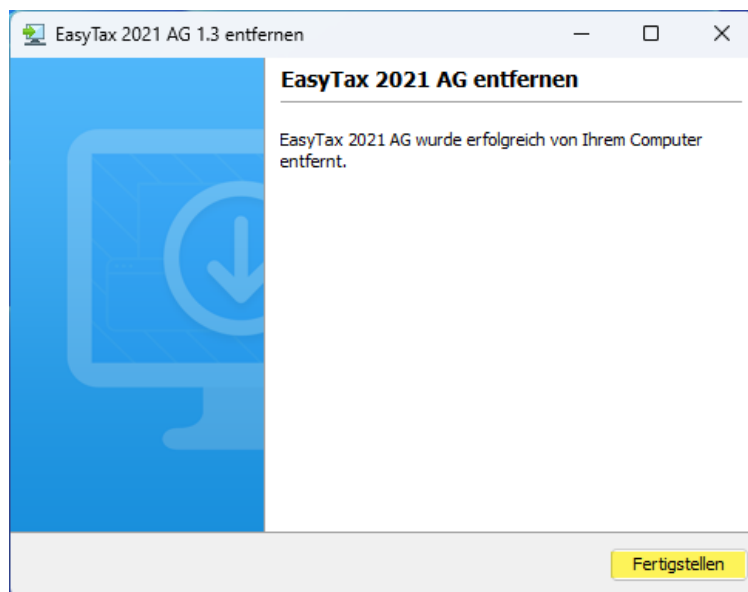 EasyTax 2021 AG 1.3 entfernen
EasyTax 2021 AG entfernen
EasyTax 2021 AG wurde erfolgreich von Ihrem Computer
entfernt.
Fertigstellen